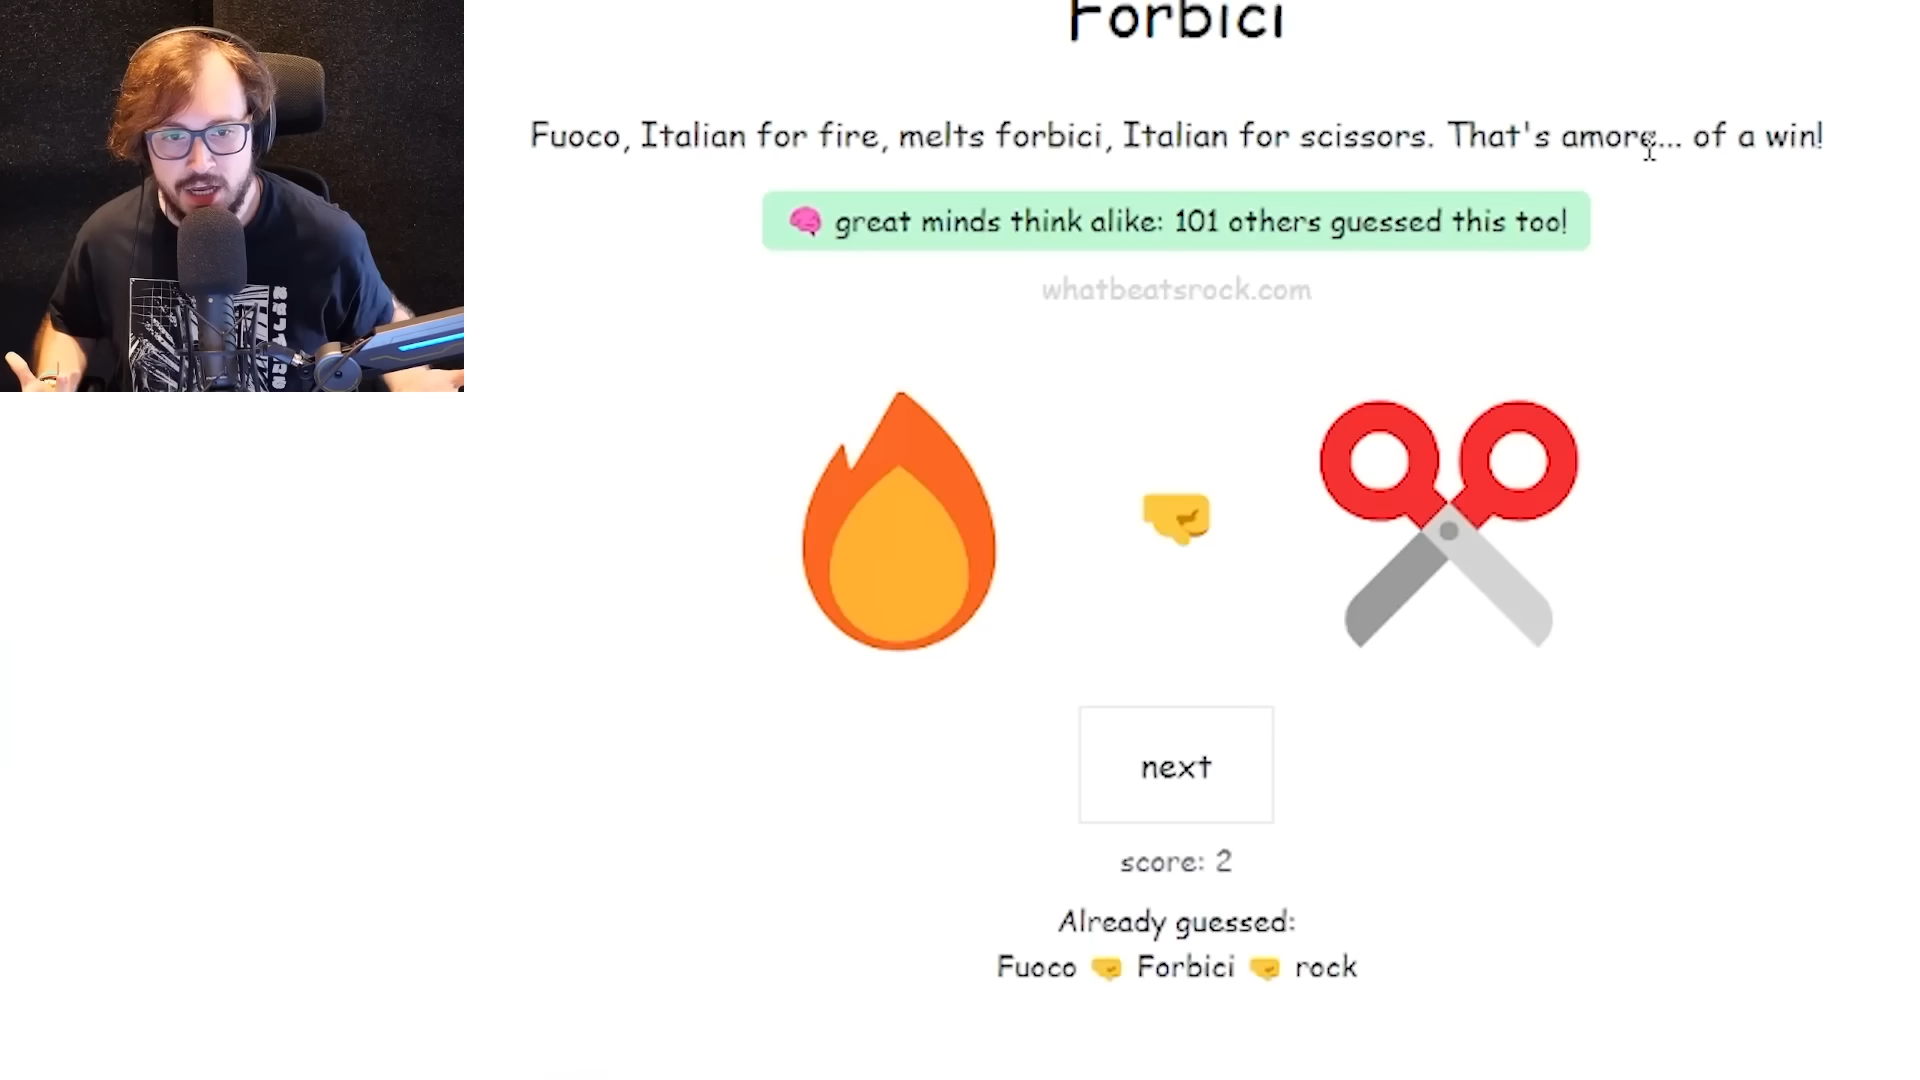 Forbici
Fuoco, Italian for fire, melts forbici, Italian for scissors. That's amore... of a win!
great minds think alike: 101 others guessed this too!
whatbeatsrock.com
next
score: 2
Already guessed:
Fuoco 🤜 Forbici 🤜 rock